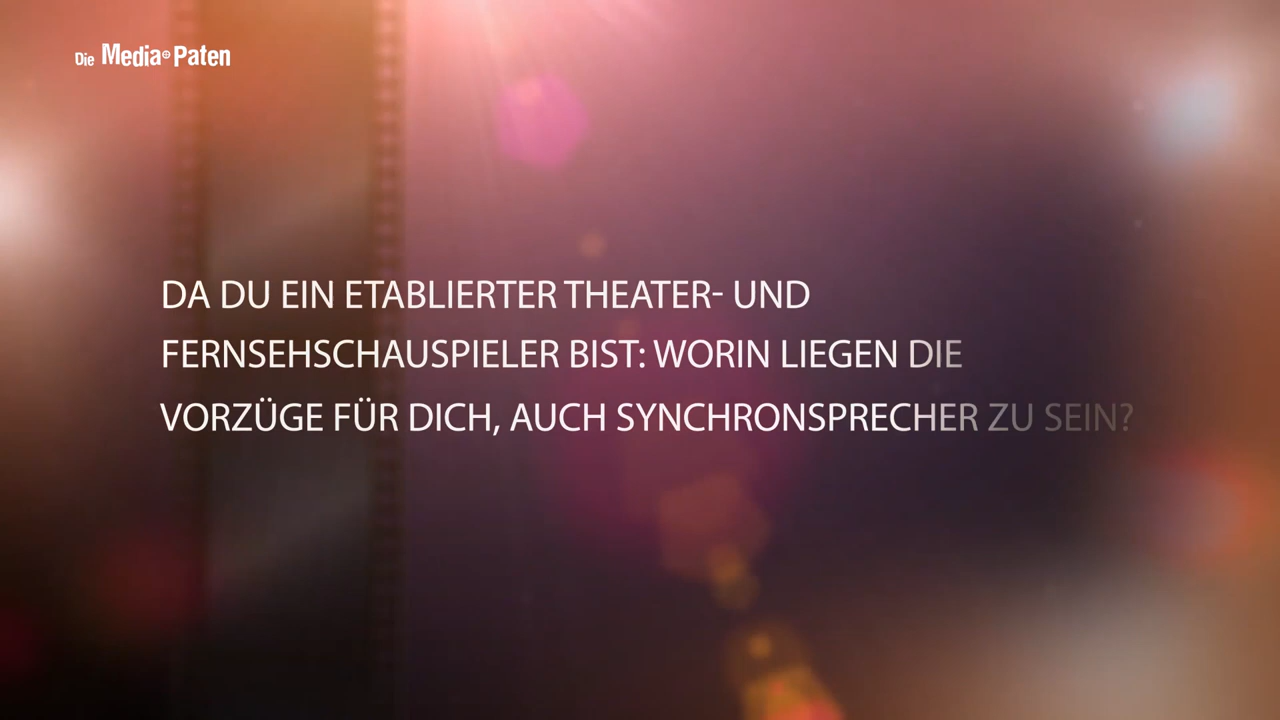 Die Media Paten
DA DU EIN ETABLIERTER THEATER- UND
FERNSEHSCHAUSPIELER BIST: WORIN LIEGEN DIE
VORZÜGE FÜR DICH, AUCH SYNCHRONSPRECHER ZU SEIN?